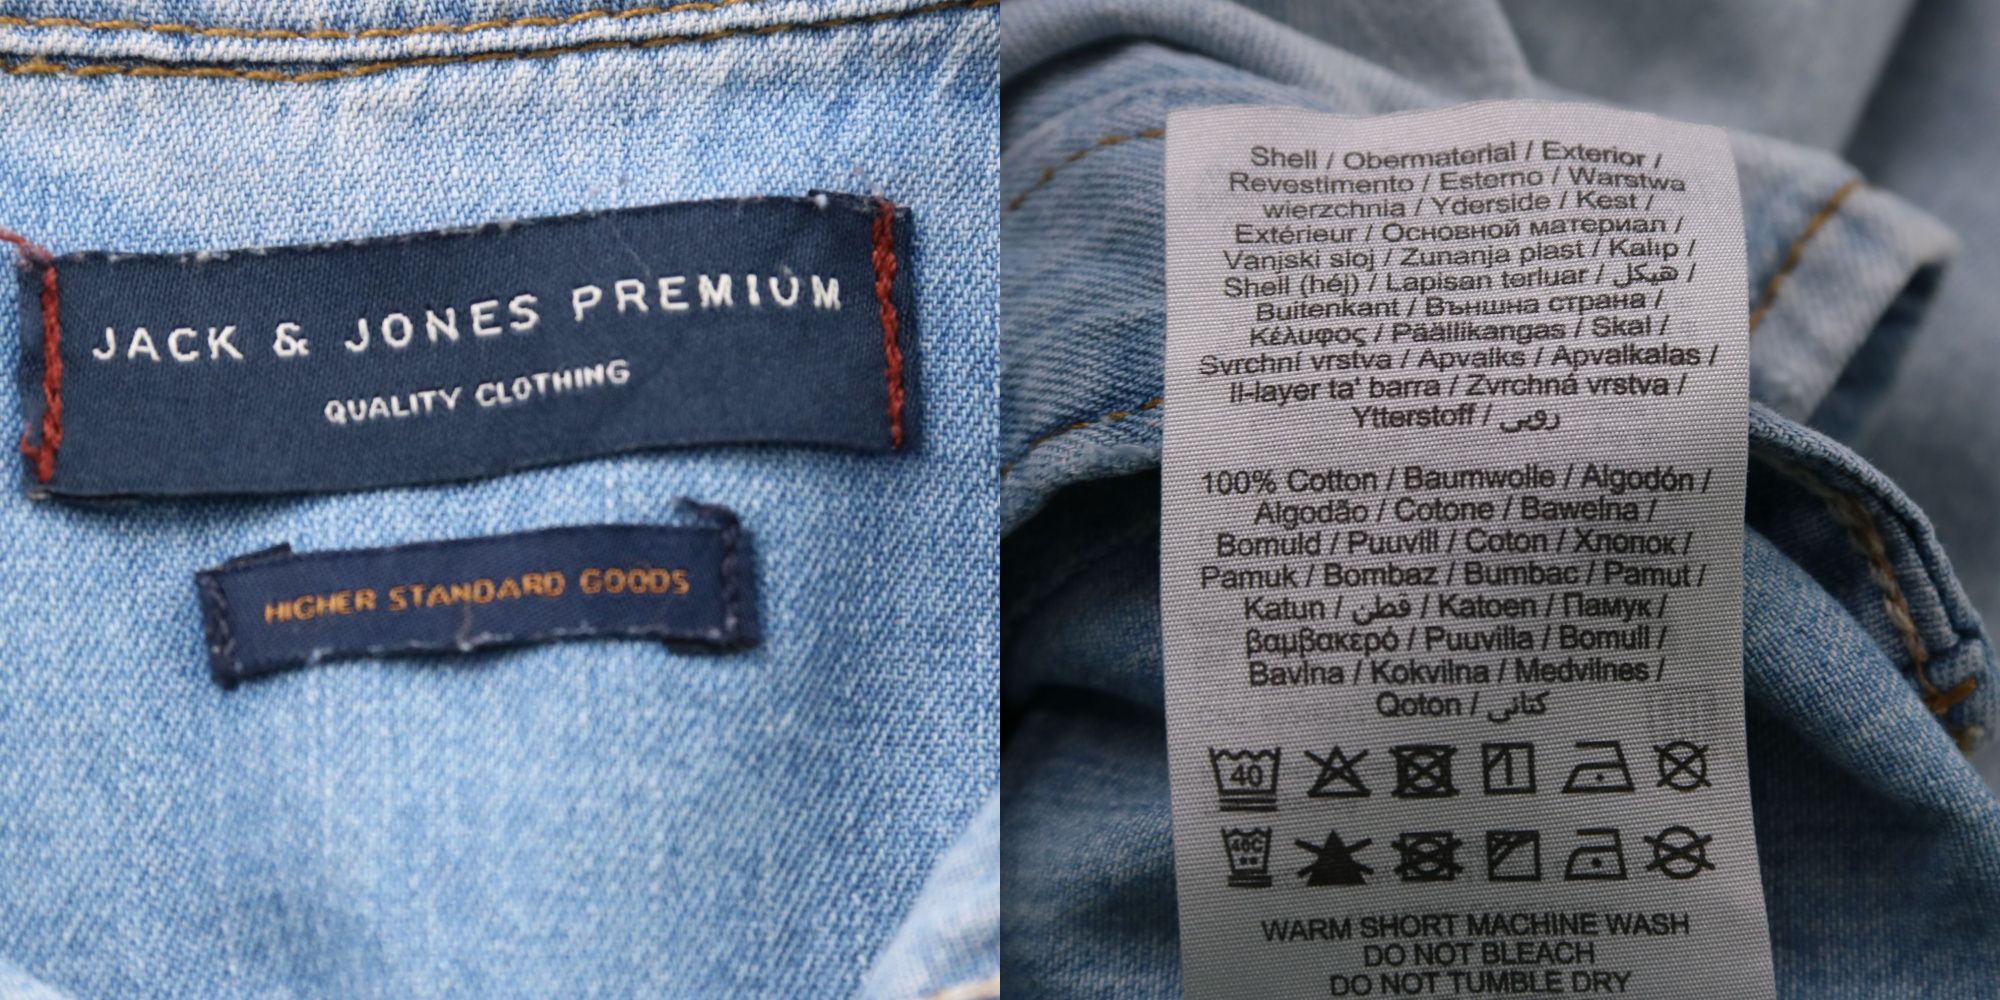 JACK & JONES PREMIUM
QUALITY CLOTHING
HIGHER STANDARD GOODS
Shell / Obermaterial / Exterior /
Revestimento / Esterno / Warstwa
wierzchnia / Yderside / Kest /
Extérieur / Основной материал /
Vanjski sloj / Zunanja plast / Kalıp /
Shell (héj) / Lapisan terluar / هيكل /
Buitenkant / Външна страна /
Κέλυφος / Päällikangas / Skal /
Svrchní vrstva / Apvalks / Apvalkalas /
Il-layer ta' barra / Zvrchná vrstva /
Ytterstoff / رویی
100% Cotton / Baumwolle / Algodón /
Algodão / Cotone / Bawełna /
Bomuld / Puuvill / Coton / Хлопок /
Pamuk / Bombaz / Bumbac / Pamut /
Katun / قطن / Katoen / Памук /
βαμβακερό / Puuvilla / Bomull /
Bavlna / Kokvilna / Medvilnes /
Qoton / كتانی
40
40C
WARM SHORT MACHINE WASH
DO NOT BLEACH
DO NOT TUMBLE DRY